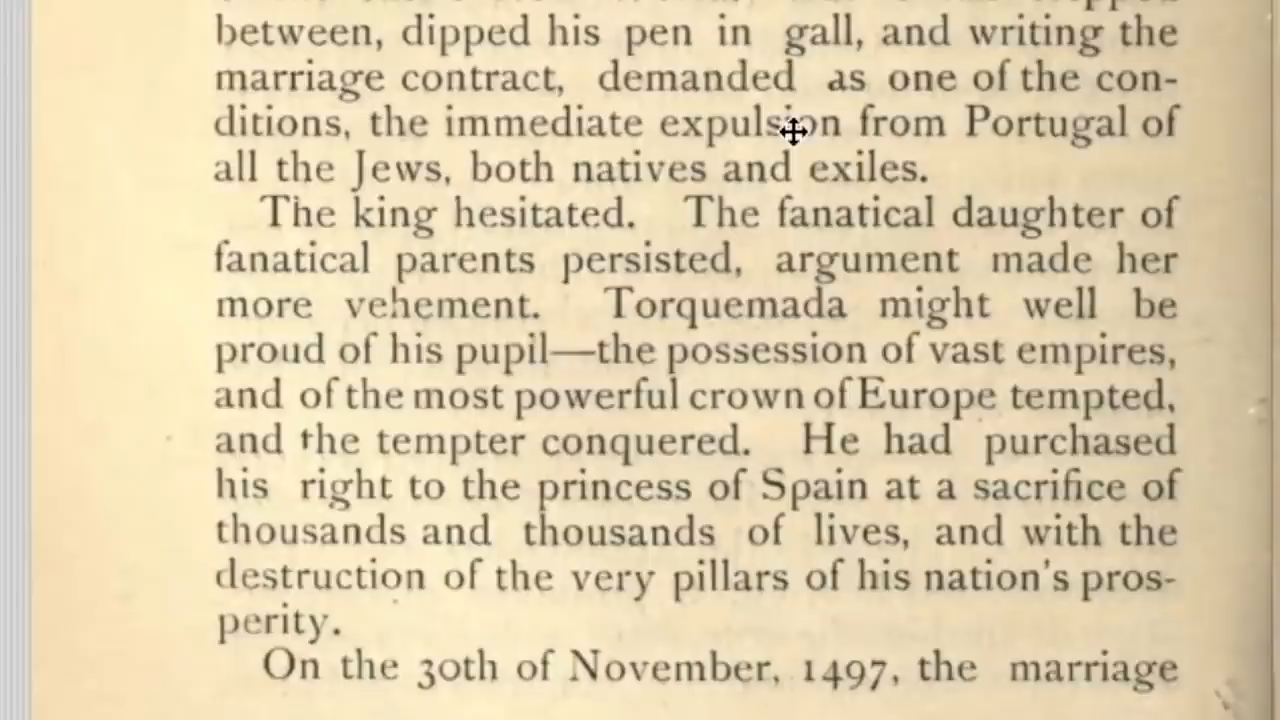 between, dipped his pen in gall, and writing the
marriage contract, demanded as one of the con-
ditions, the immediate expulsion from Portugal of
all the Jews, both natives and exiles.
The king hesitated. The fanatical daughter of
fanatical parents persisted, argument made her
more vehement. Torquemada might well be
proud of his pupil—the possession of vast empires,
and of the most powerful crown of Europe tempted,
and the tempter conquered. He had purchased
his right to the princess of Spain at a sacrifice of
thousands and thousands of lives, and with the
destruction of the very pillars of his nation's pros-
perity.
On the 30th of November, 1497, the marriage